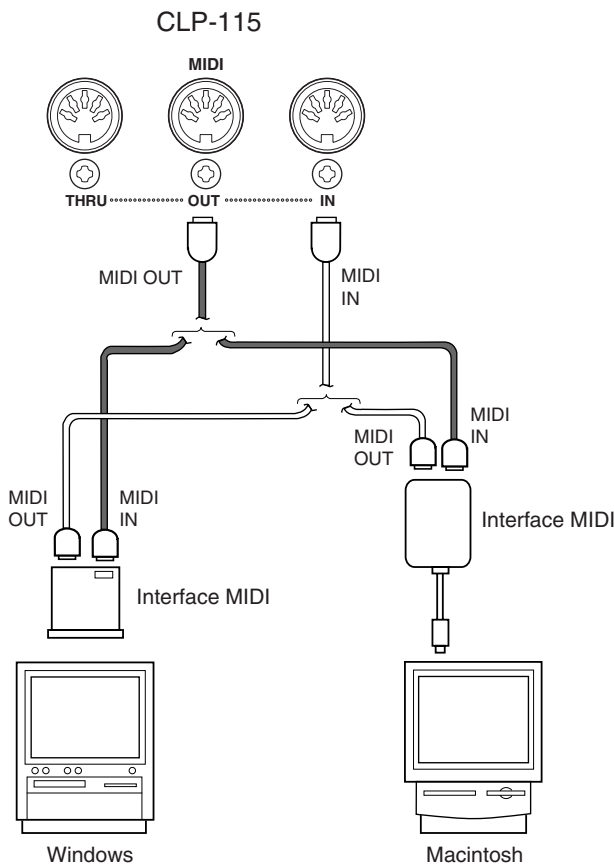 CLP-115
MIDI
THRU OUT IN
MIDI OUT
MIDI
IN
MIDI
OUT
MIDI
IN
MIDI
OUT
MIDI
IN
Interface MIDI
Interface MIDI
Windows
Macintosh